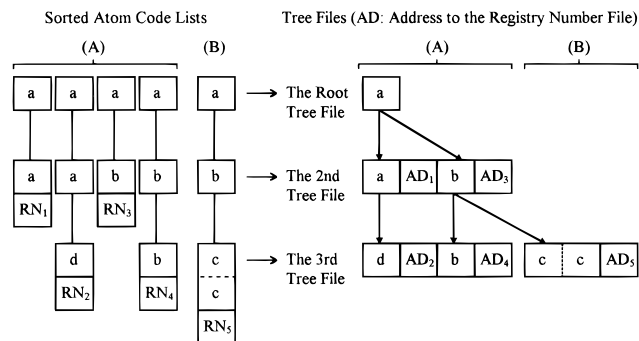 Sorted Atom Code Lists Tree Files (AD: Address to the Registry Number File)
(A) (B) (A) (B)
a a a a a The Root a
Tree File
a a b b b The 2nd a AD₁ b AD₃
RN₁ RN₃ Tree File
d b c The 3rd d AD₂ b AD₄ c c AD₅
RN₂ RN₄ c Tree File
RN₅